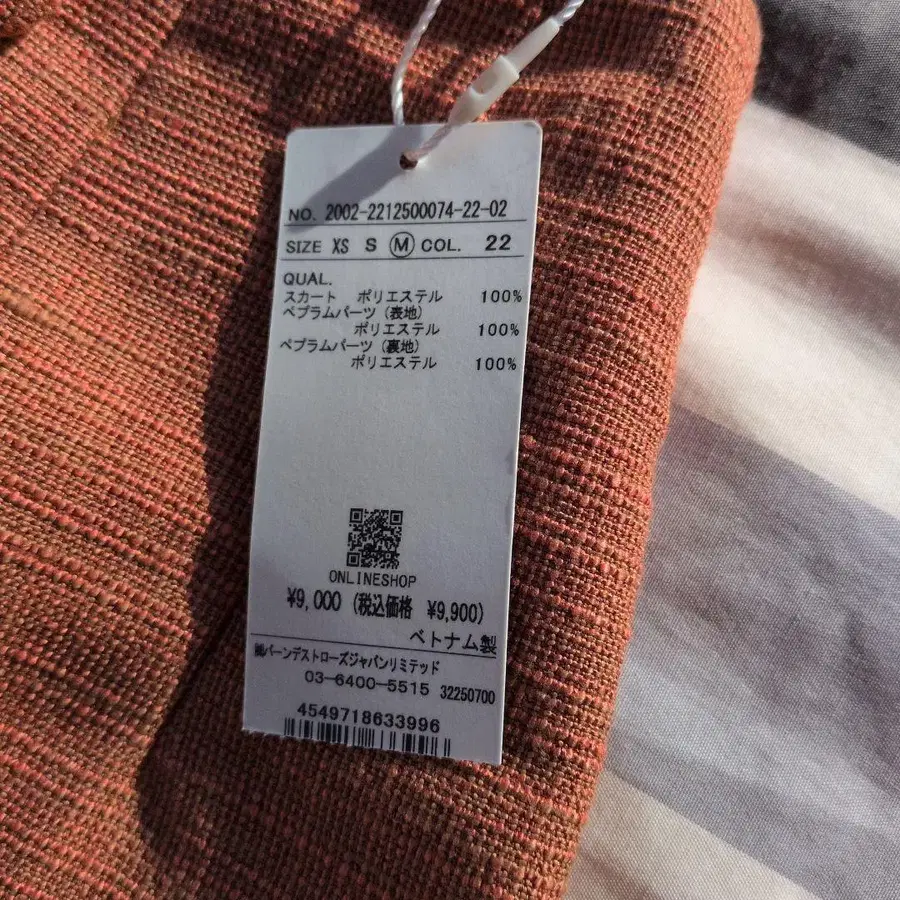 NO. 2002-2212500074-22-02
SIZE XS S M COL. 22
QUAL.
スカート ポリエステル 100%
ペプラムパーツ(表地)
ポリエステル 100%
ペプラムパーツ(裏地)
ポリエステル 100%
ONLINESHOP
¥9,000(税込価格 ¥9,900)
ベトナム製
㈱バーンデストローズジャパンリミテッド
03-6400-5515 32250700
4549718633996